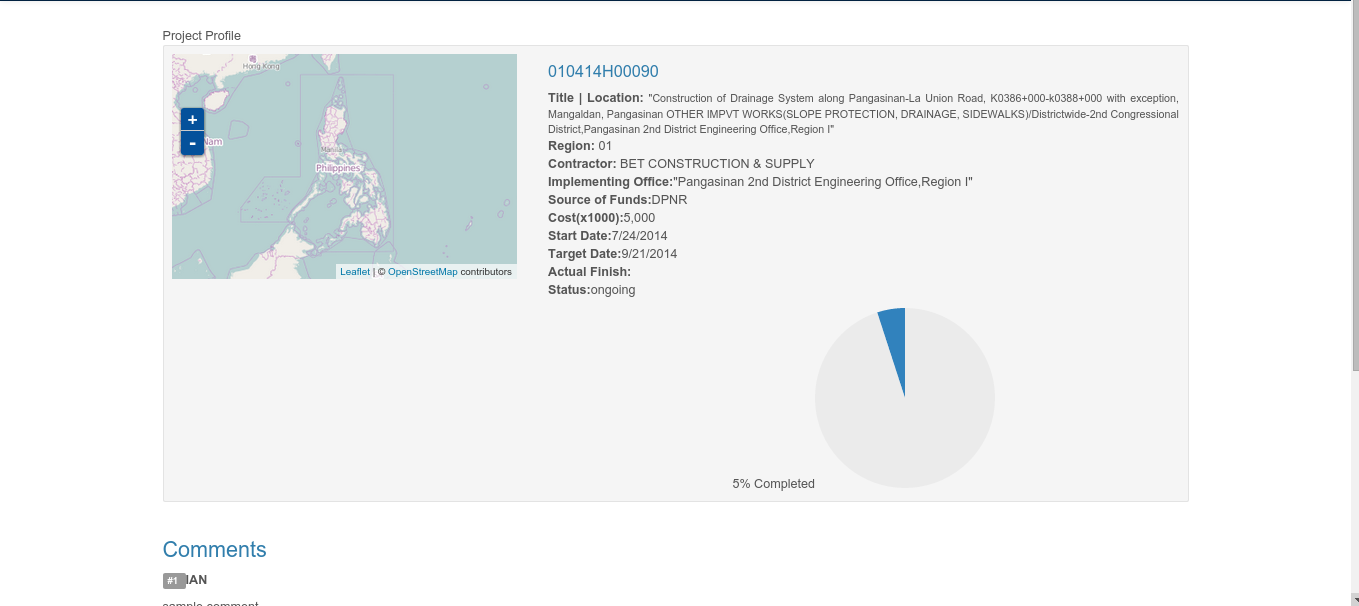 Project Profile
Hong Kong
+
-
Nam
Manila
Philippines
Leaflet | © OpenStreetMap contributors
010414H00090
Title | Location: "Construction of Drainage System along Pangasinan-La Union Road, K0386+000-k0388+000 with exception,
Mangaldan, Pangasinan OTHER IMPVT WORKS(SLOPE PROTECTION, DRAINAGE, SIDEWALKS)/Districtwide-2nd Congressional
District,Pangasinan 2nd District Engineering Office,Region I"
Region: 01
Contractor: BET CONSTRUCTION & SUPPLY
Implementing Office:"Pangasinan 2nd District Engineering Office,Region I"
Source of Funds:DPNR
Cost(x1000):5,000
Start Date:7/24/2014
Target Date:9/21/2014
Actual Finish:
Status:ongoing
5% Completed
Comments
#1 IAN
sample comment